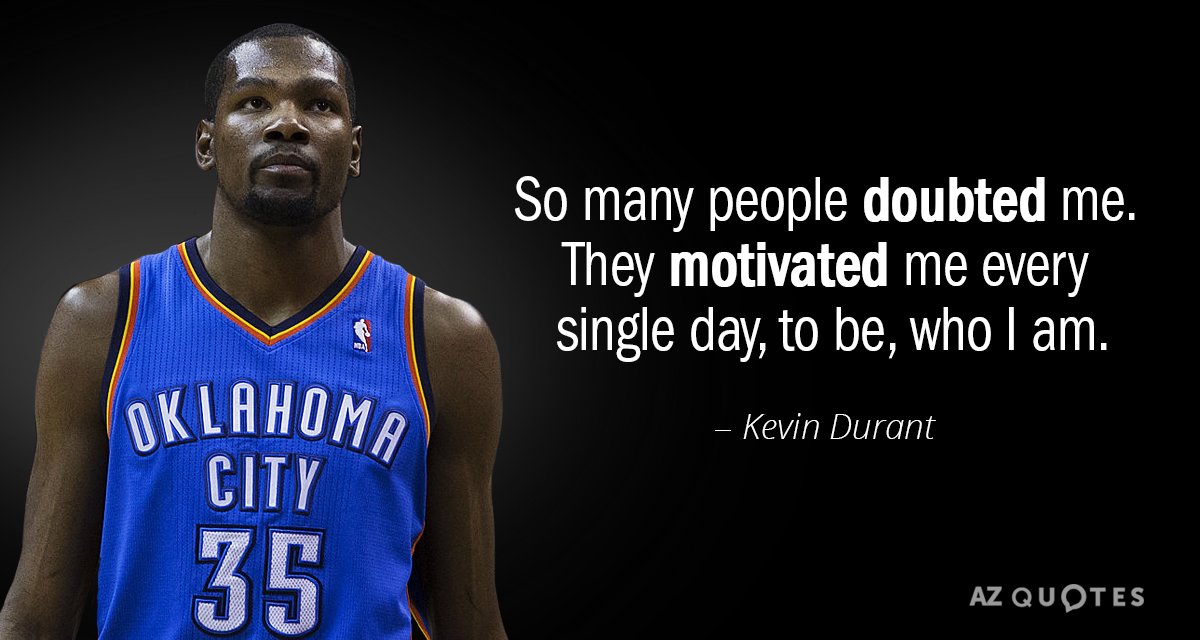 So many people doubted me.
They motivated me every
single day, to be, who I am.
– Kevin Durant
NBA
OKLAHOMA
CITY
35
AZ QUOTES